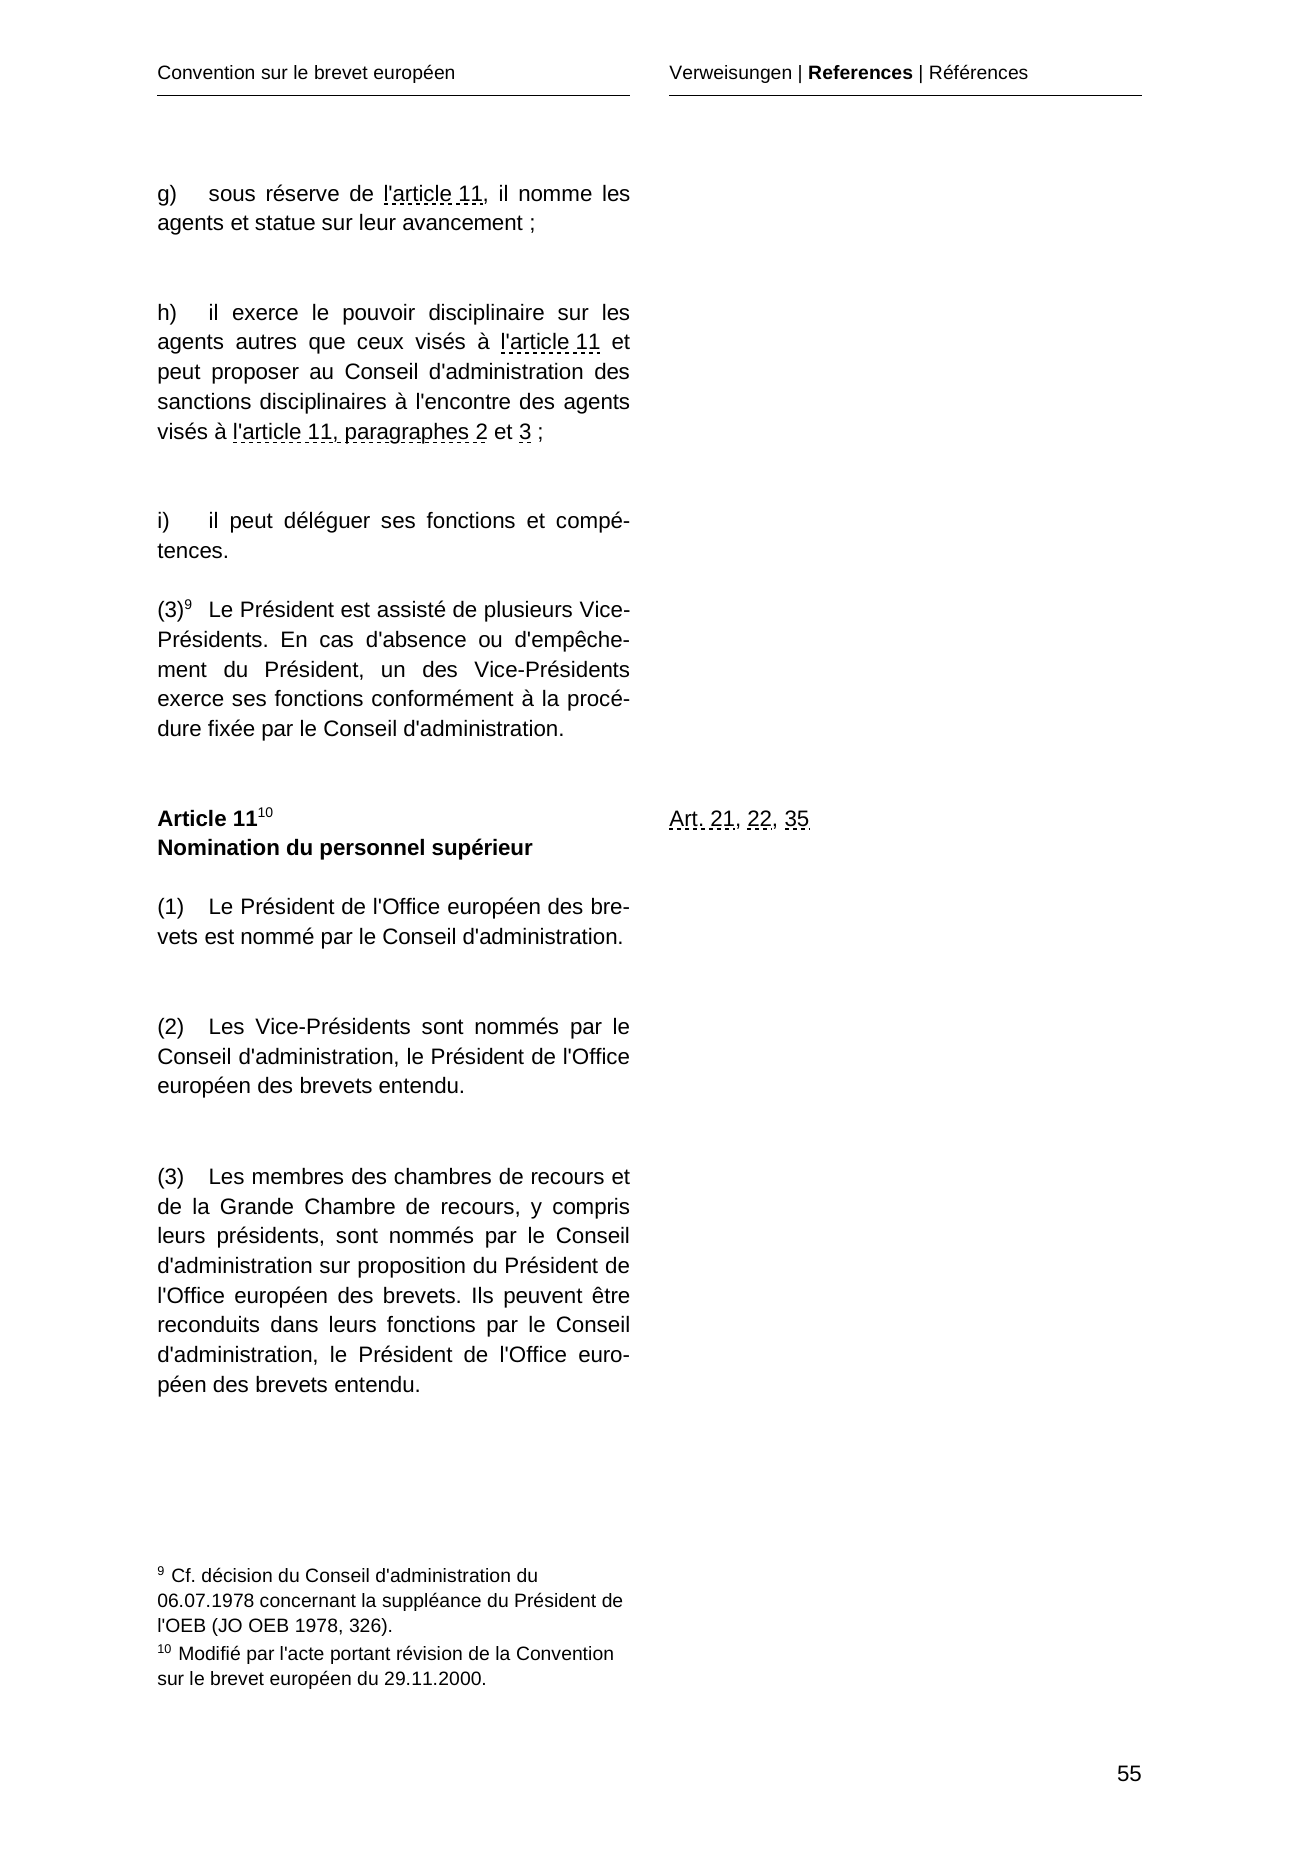 Convention sur le brevet européen
Verweisungen | References | Références
g) sous réserve de l'article 11, il nomme les
agents et statue sur leur avancement ;
h) il exerce le pouvoir disciplinaire sur les
agents autres que ceux visés à l'article 11 et
peut proposer au Conseil d'administration des
sanctions disciplinaires à l'encontre des agents
visés à l'article 11, paragraphes 2 et 3 ;
i) il peut déléguer ses fonctions et compé-
tences.
(3)9 Le Président est assisté de plusieurs Vice-
Présidents. En cas d'absence ou d'empêche-
ment du Président, un des Vice-Présidents
exerce ses fonctions conformément à la procé-
dure fixée par le Conseil d'administration.
Article 1110
Art. 21, 22, 35
Nomination du personnel supérieur
(1) Le Président de l'Office européen des bre-
vets est nommé par le Conseil d'administration.
(2) Les Vice-Présidents sont nommés par le
Conseil d'administration, le Président de l'Office
européen des brevets entendu.
(3) Les membres des chambres de recours et
de la Grande Chambre de recours, y compris
leurs présidents, sont nommés par le Conseil
d'administration sur proposition du Président de
l'Office européen des brevets. Ils peuvent être
reconduits dans leurs fonctions par le Conseil
d'administration, le Président de l'Office euro-
péen des brevets entendu.
9 Cf. décision du Conseil d'administration du
06.07.1978 concernant la suppléance du Président de
l'OEB (JO OEB 1978, 326).
10 Modifié par l'acte portant révision de la Convention
sur le brevet européen du 29.11.2000.
55